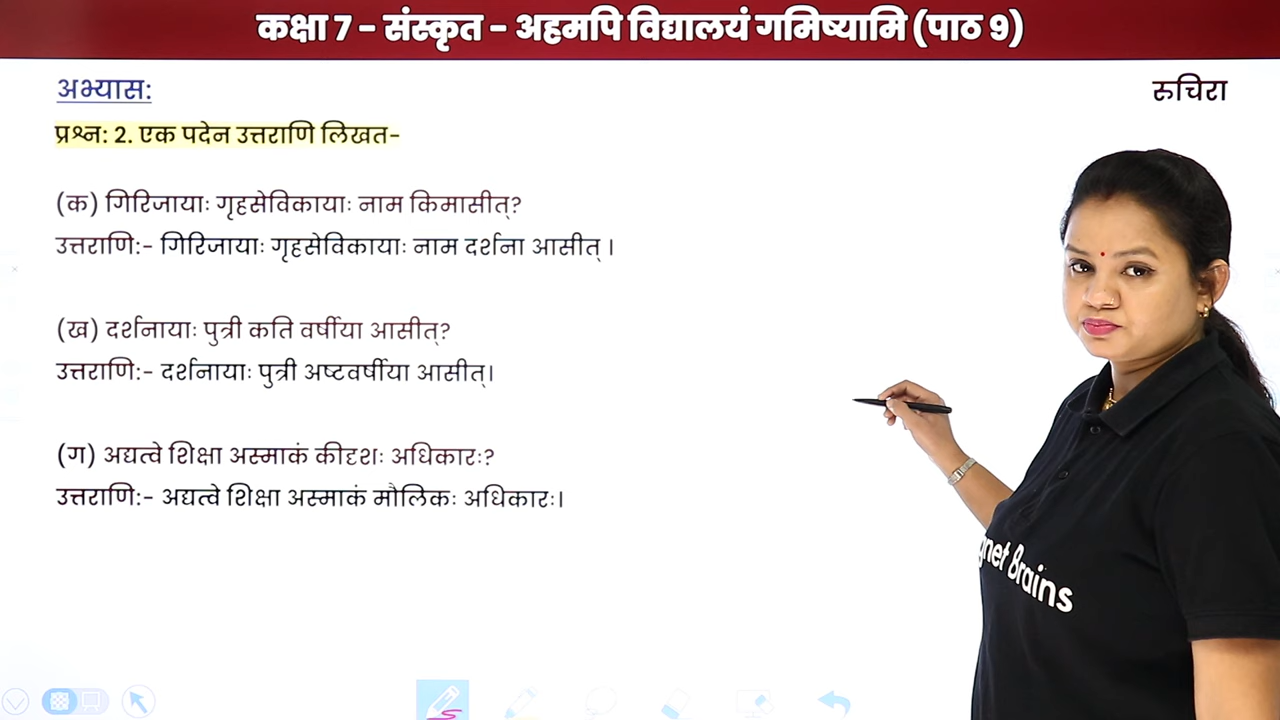 कक्षा 7 - संस्कृत - अहमपि विद्यालयं गमिष्यामि (पाठ 9)
अभ्यास:
रुचिरा
प्रश्न: 2. एक पदेन उत्तराणि लिखत-
(क) गिरिजायाः गृहसेविकायाः नाम किमासीत्?
उत्तराणि:- गिरिजायाः गृहसेविकायाः नाम दर्शना आसीत् ।
(ख) दर्शनायाः पुत्री कति वर्षीया आसीत्?
उत्तराणि:- दर्शनायाः पुत्री अष्टवर्षीया आसीत्।
(ग) अद्यत्वे शिक्षा अस्माकं कीदृशः अधिकारः?
उत्तराणि:- अद्यत्वे शिक्षा अस्माकं मौलिकः अधिकारः।
gnet Brains